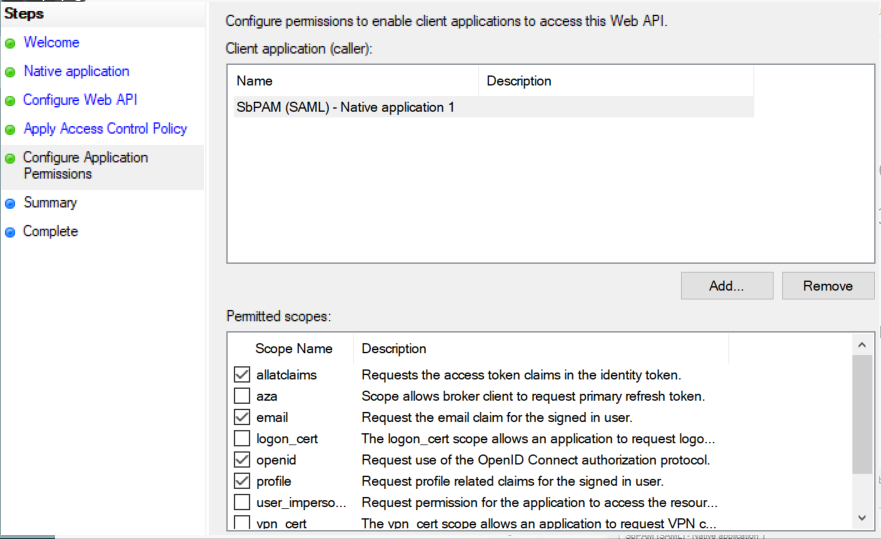 Steps
Welcome
Native application
Configure Web API
Apply Access Control Policy
Configure Application
Permissions
Summary
Complete
Configure permissions to enable client applications to access this Web API.
Client application (caller):
Name Description
SbPAM (SAML) - Native application 1
Add... Remove
Permitted scopes:
Scope Name Description
allatclaims Requests the access token claims in the identity token.
aza Scope allows broker client to request primary refresh token.
email Request the email claim for the signed in user.
logon_cert The logon_cert scope allows an application to request logo...
openid Request use of the OpenID Connect authorization protocol.
profile Request profile related claims for the signed in user.
user_imperso... Request permission for the application to access the resour...
vpn_cert The vpn_cert scope allows an application to request VPN c...
SbPAM (SAML) - Native application 1